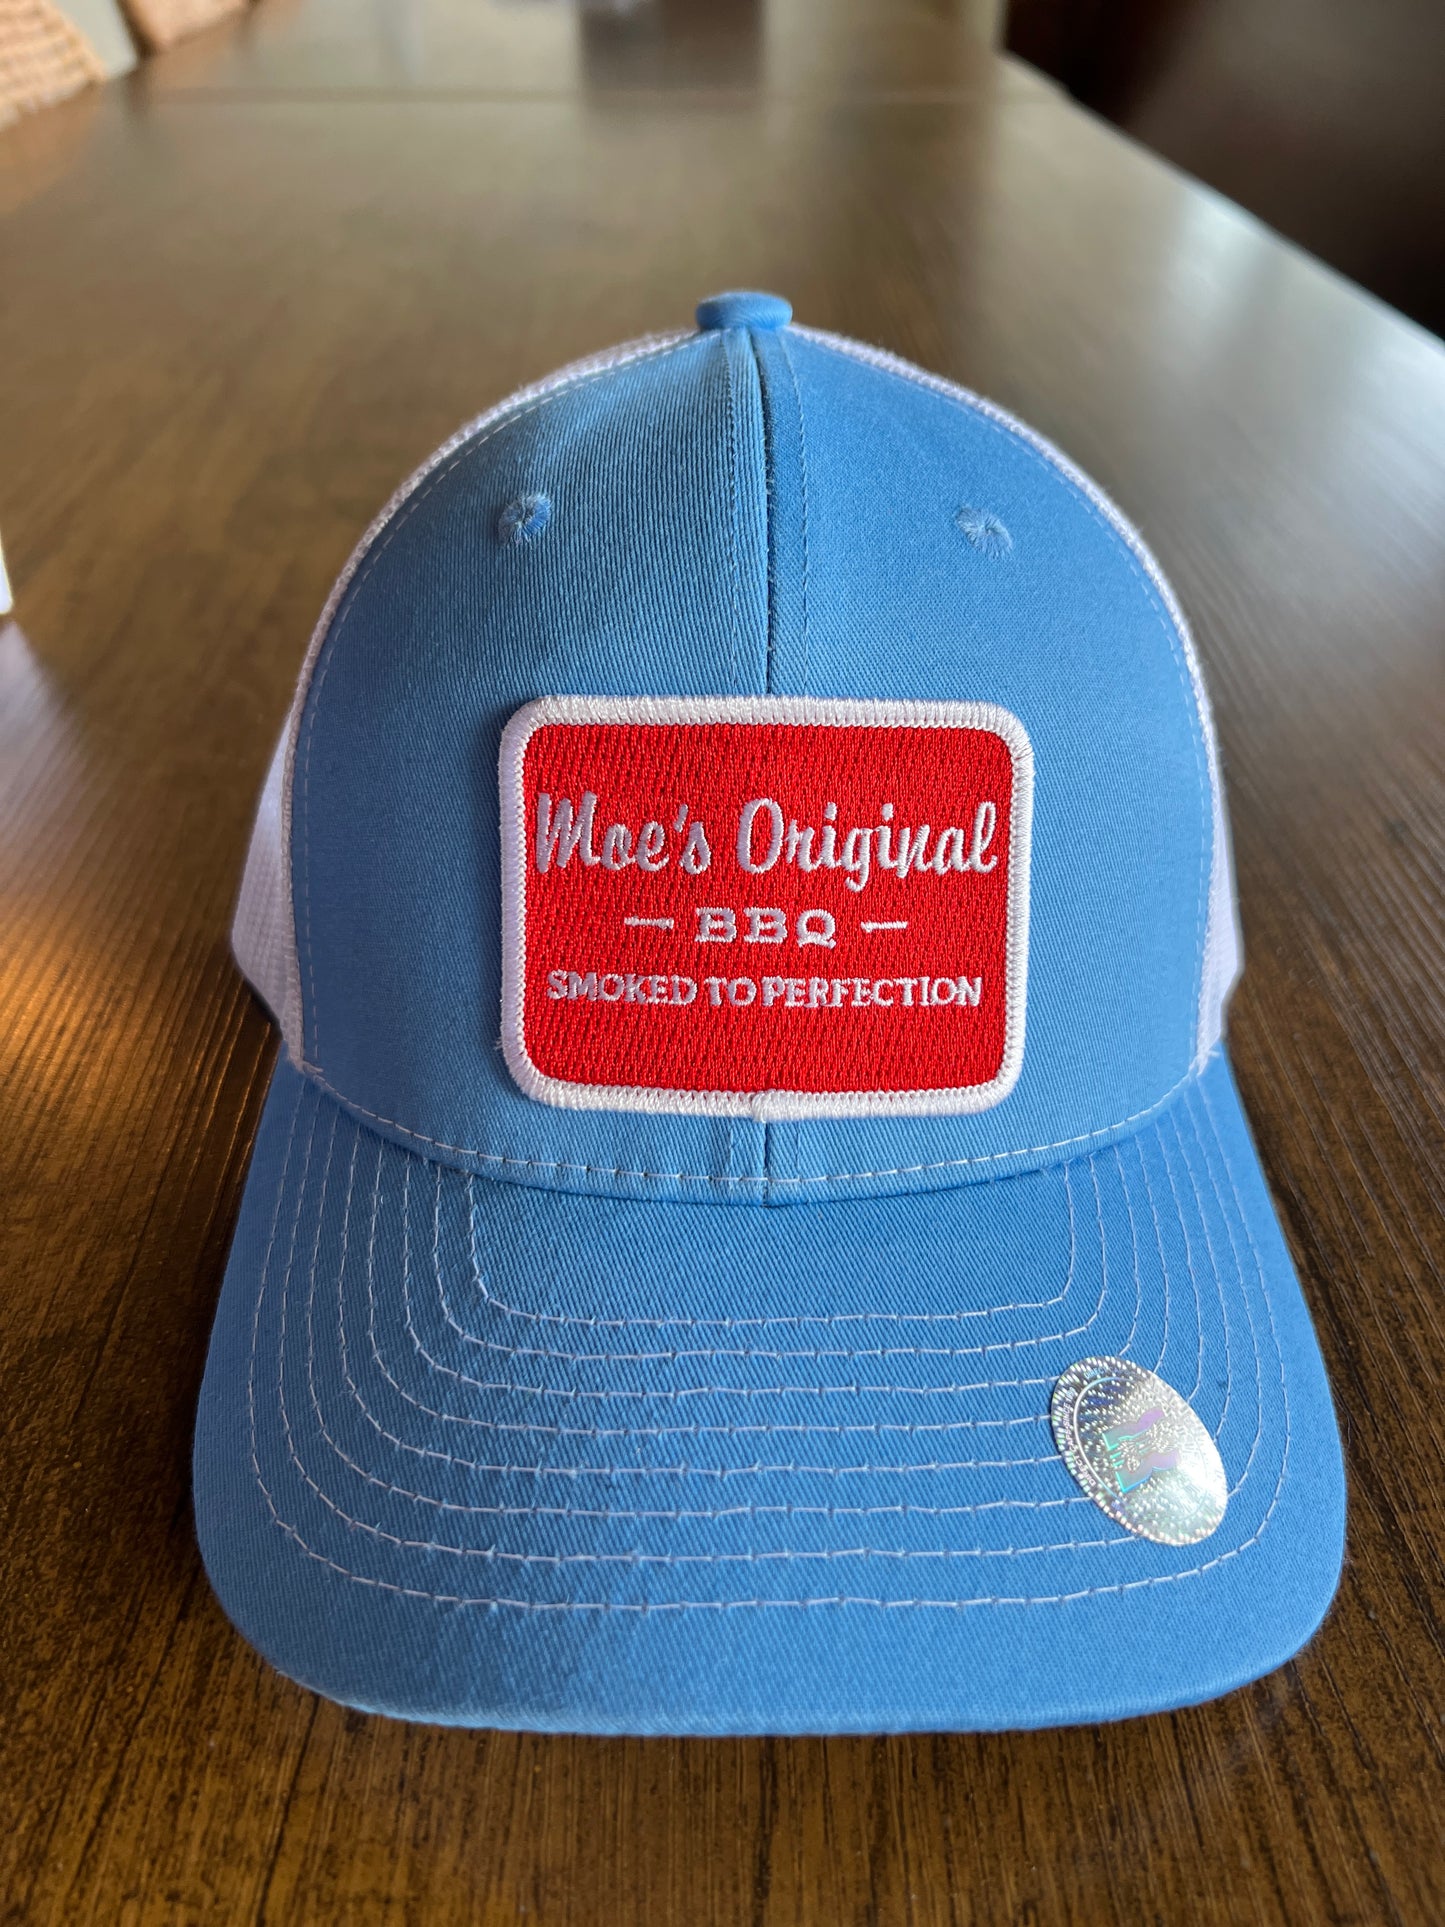 Moe's Original
- BBQ -
SMOKED TO PERFECTION